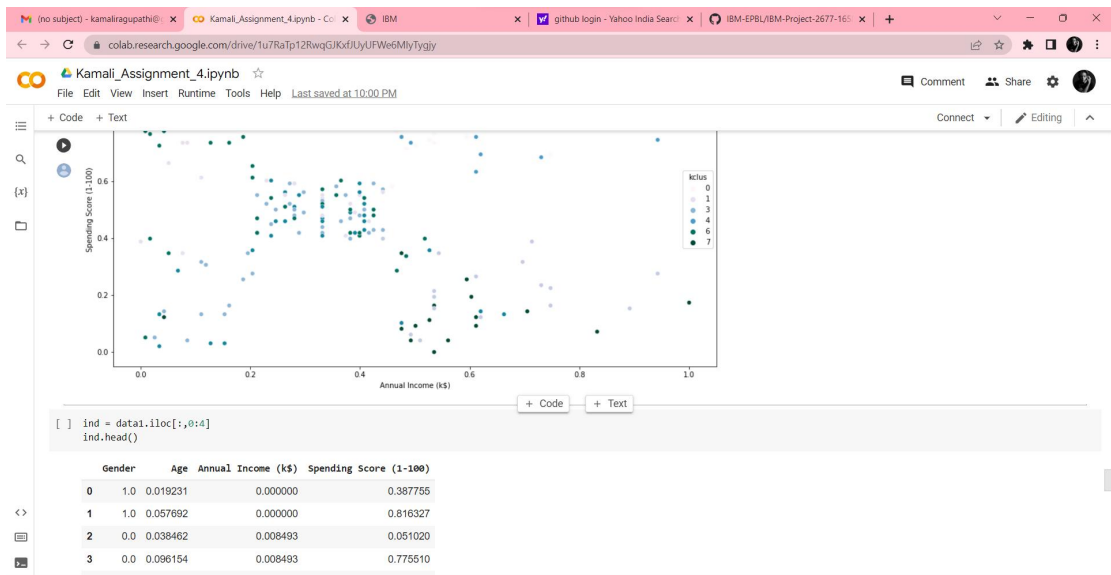 (no subject) - kamaliragupathi@g
Kamali_Assignment_4.ipynb - Co
IBM
github login - Yahoo India Search
IBM-EPBL/IBM-Project-2677-165
colab.research.google.com/drive/1u7RaTp12RwqGJKxfJUyUFWe6MIyTygjy
Kamali_Assignment_4.ipynb
Comment Share
File Edit View Insert Runtime Tools Help Last saved at 10:00 PM
+ Code + Text
Connect Editing
{x}
Spending Score (1-100)
0.6
0.4
0.2
0.0
0.0 0.2 0.4 0.6 0.8 1.0
Annual Income (k$)
kclus
0
1
3
4
6
7
+ Code + Text
[ ] ind = data1.iloc[:,0:4]
ind.head()
Gender Age Annual Income (k$) Spending Score (1-100)
0 1.0 0.019231 0.000000 0.387755
1 1.0 0.057692 0.000000 0.816327
2 0.0 0.038462 0.008493 0.051020
3 0.0 0.096154 0.008493 0.775510